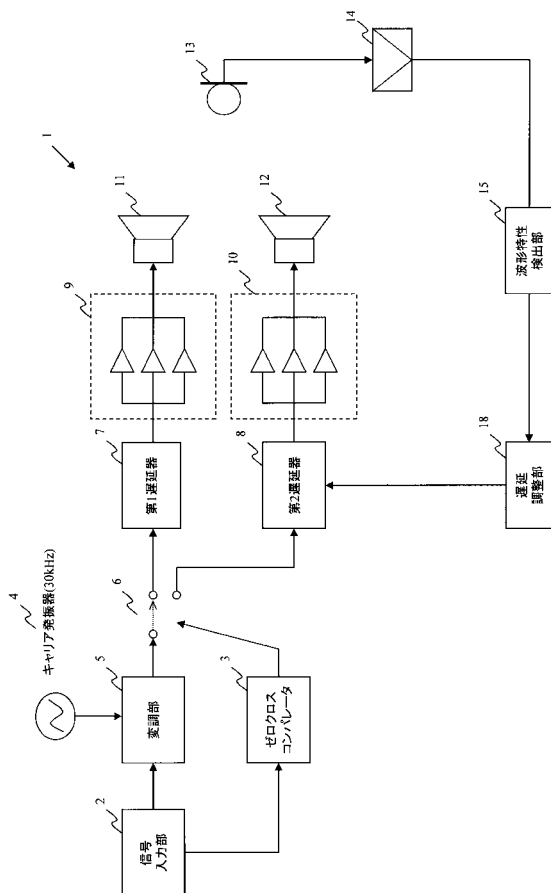 1
4
キャリア発振器(30kHz)
2
信号
入力部
5
変調部
3
ゼロクロス
コンパレータ
6
7
第1遅延器
8
第2遅延器
9
10
11
12
13
14
15
波形特性
検出部
18
遅延
調整部